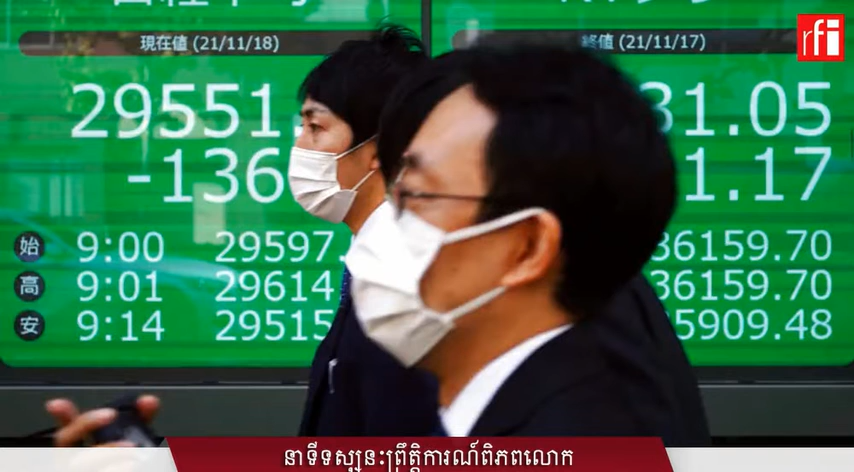 現在値 (21/11/18)
終値 (21/11/17)
rfi
29551.
31.05
-136
1.17
始 9:00 29597. 36159.70
高 9:01 29614. 36159.70
安 9:14 29515. 35909.48
នាទីទស្សនៈព្រឹត្តិការណ៍ពិភពលោក